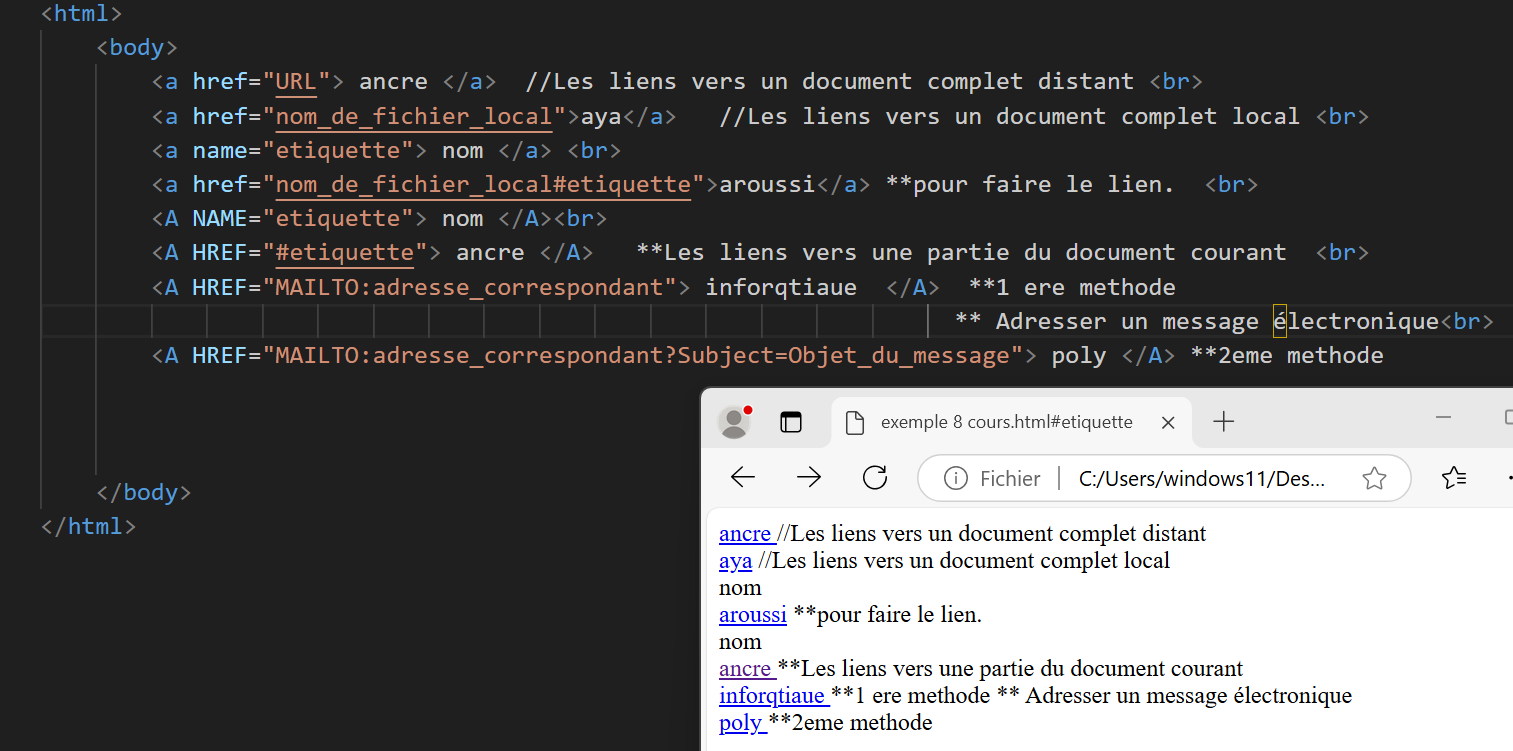 <html>
<body>
<a href="URL"> ancre </a>  //Les liens vers un document complet distant <br>
<a href="nom_de_fichier_local">aya</a>   //Les liens vers un document complet local <br>
<a name="etiquette"> nom </a> <br>
<a href="nom_de_fichier_local#etiquette">aroussi</a> **pour faire le lien.  <br>
<A NAME="etiquette"> nom </A><br>
<A HREF="#etiquette"> ancre </A>   **Les liens vers une partie du document courant  <br>
<A HREF="MAILTO:adresse_correspondant"> inforqtiaue  </A>  **1 ere methode
** Adresser un message électronique<br>
<A HREF="MAILTO:adresse_correspondant?Subject=Objet_du_message"> poly </A> **2eme methode
</body>
</html>
exemple 8 cours.html#etiquette
Fichier C:/Users/windows11/Des...
ancre //Les liens vers un document complet distant
aya //Les liens vers un document complet local
nom
aroussi **pour faire le lien.
nom
ancre **Les liens vers une partie du document courant
inforqtiaue **1 ere methode ** Adresser un message électronique
poly **2eme methode